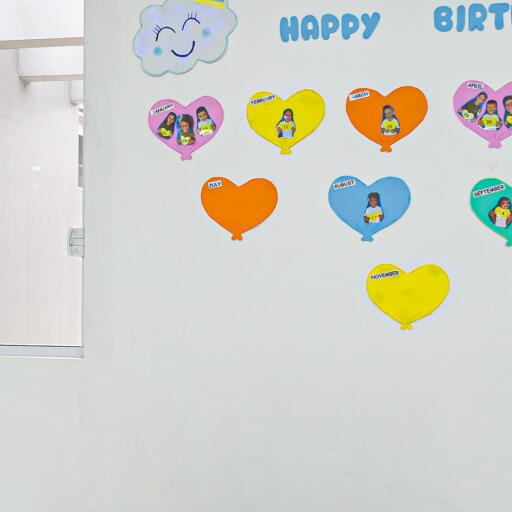 HAPPY BIRT
JANUARY
FEBRUARY
MARCH
APRIL
JULY
AUGUST
SEPTEMBER
NOVEMBER